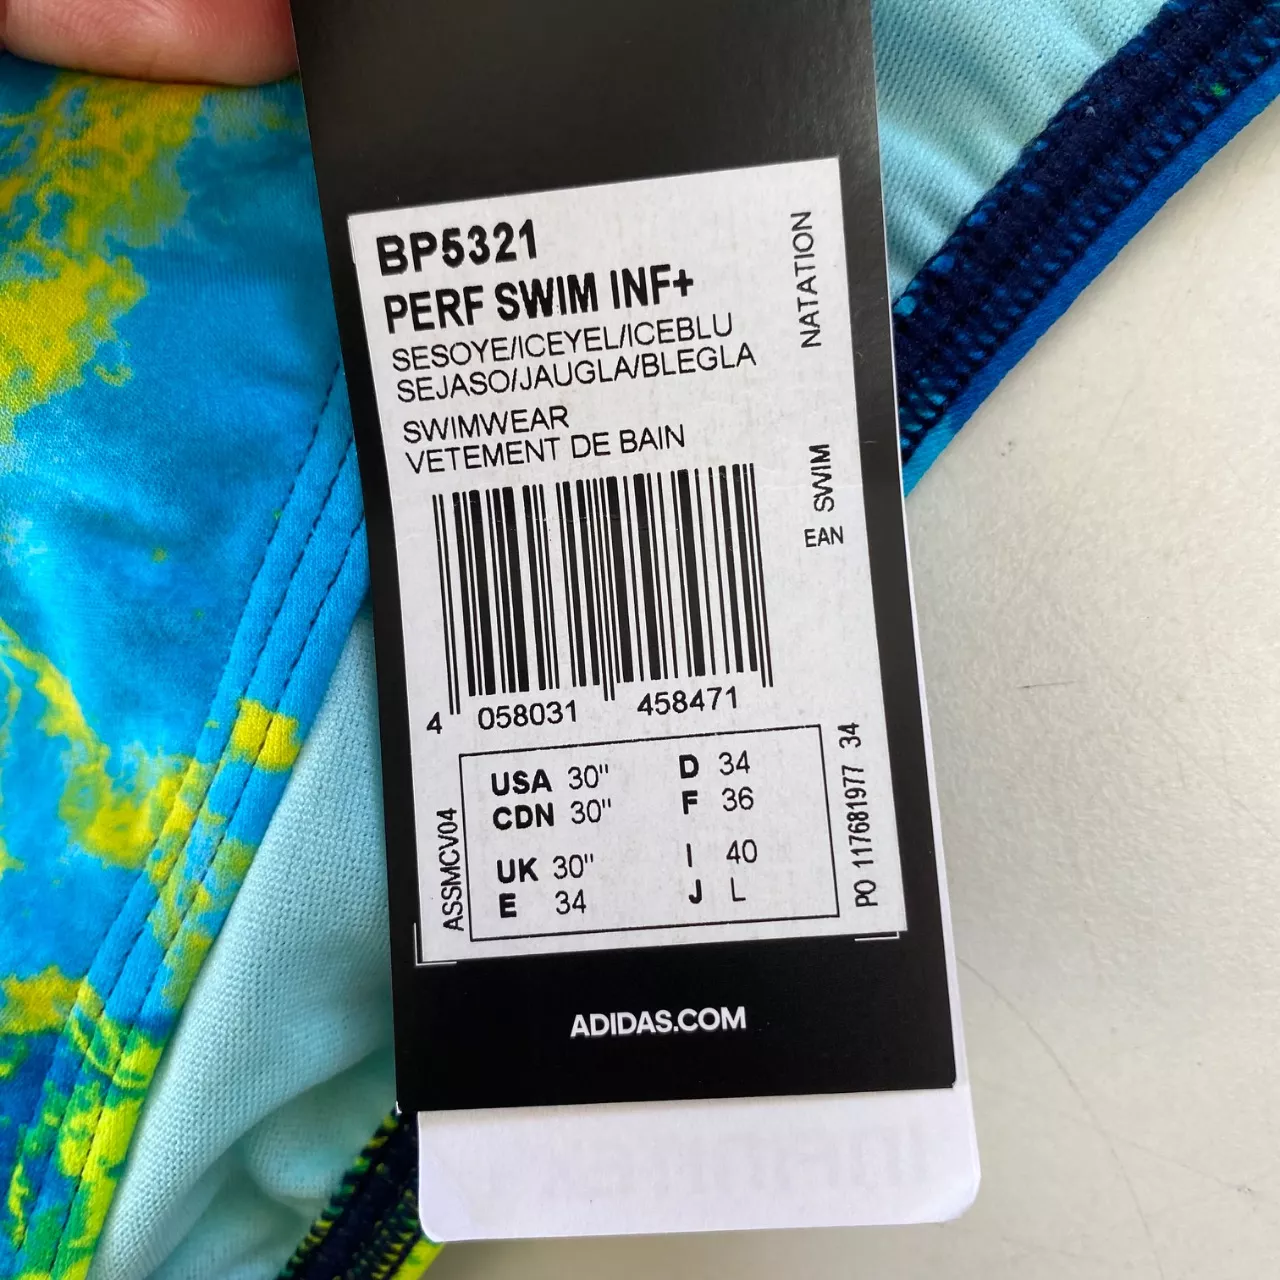 BP5321
PERF SWIM INF+
SESOYE/ICEYEL/ICEBLU
SEJASO/JAUGLA/BLEGLA
SWIMWEAR
VETEMENT DE BAIN
NATATION
SWIM
EAN
4 058031 458471
USA 30" D 34
CDN 30" F 36
UK 30" I 40
E 34 J L
ASSMCV04
PO 117681977 34
ADIDAS.COM